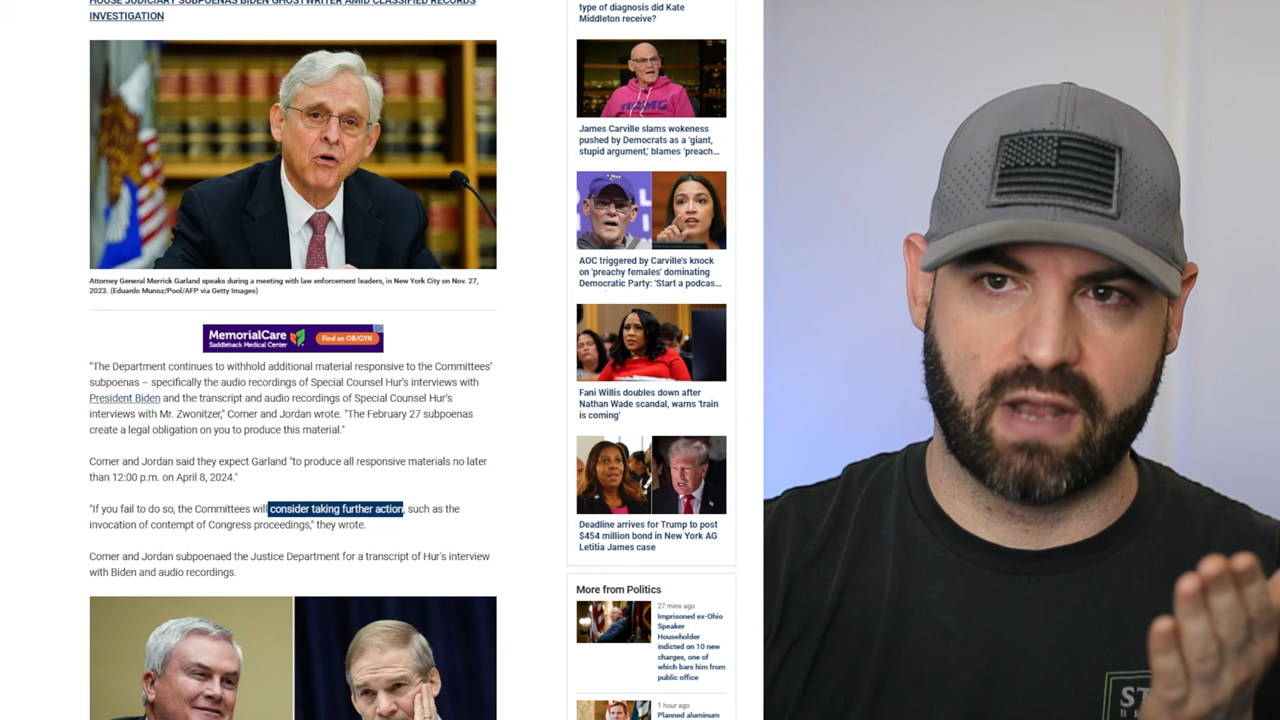 HOUSE JUDICIARY SUBPOENAS BIDEN GHOSTWRITER AMID CLASSIFIED RECORDS
INVESTIGATION
Attorney General Merrick Garland speaks during a meeting with law enforcement leaders, in New York City on Nov. 27,
2023. (Eduardo Munoz/Pool/AFP via Getty Images)
MemorialCare
Saddleback Medical Center
Find an OB/GYN
"The Department continues to withhold additional material responsive to the Committees'
subpoenas – specifically the audio recordings of Special Counsel Hur's interviews with
President Biden and the transcript and audio recordings of Special Counsel Hur's
interviews with Mr. Zwonitzer," Comer and Jordan wrote. "The February 27 subpoenas
create a legal obligation on you to produce this material."
Comer and Jordan said they expect Garland "to produce all responsive materials no later
than 12:00 p.m. on April 8, 2024."
"If you fail to do so, the Committees will consider taking further action, such as the
invocation of contempt of Congress proceedings," they wrote.
Comer and Jordan subpoenaed the Justice Department for a transcript of Hur's interview
with Biden and audio recordings.
type of diagnosis did Kate
Middleton receive?
James Carville slams wokeness
pushed by Democrats as a 'giant,
stupid argument,' blames 'preach...
AOC triggered by Carville's knock
on 'preachy females' dominating
Democratic Party: 'Start a podcas...
Fani Willis doubles down after
Nathan Wade scandal, warns 'train
is coming'
Deadline arrives for Trump to post
$454 million bond in New York AG
Letitia James case
More from Politics
27 mins ago
Imprisoned ex-Ohio
Speaker
Householder
indicted on 10 new
charges, one of
which bars him from
public office
1 hour ago
Planned aluminum
ST